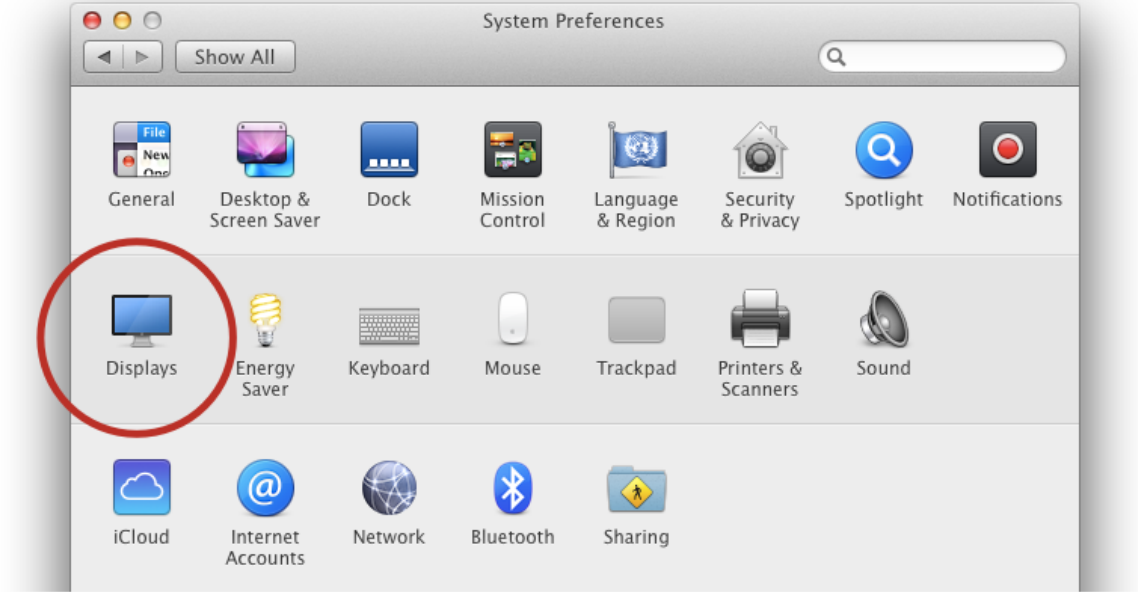 System Preferences
Show All
File
New
Ope
General
Desktop &
Screen Saver
Dock
Mission
Control
Language
& Region
Security
& Privacy
Spotlight
Notifications
Displays
Energy
Saver
Keyboard
Mouse
Trackpad
Printers &
Scanners
Sound
iCloud
@
Internet
Accounts
Network
Bluetooth
Sharing